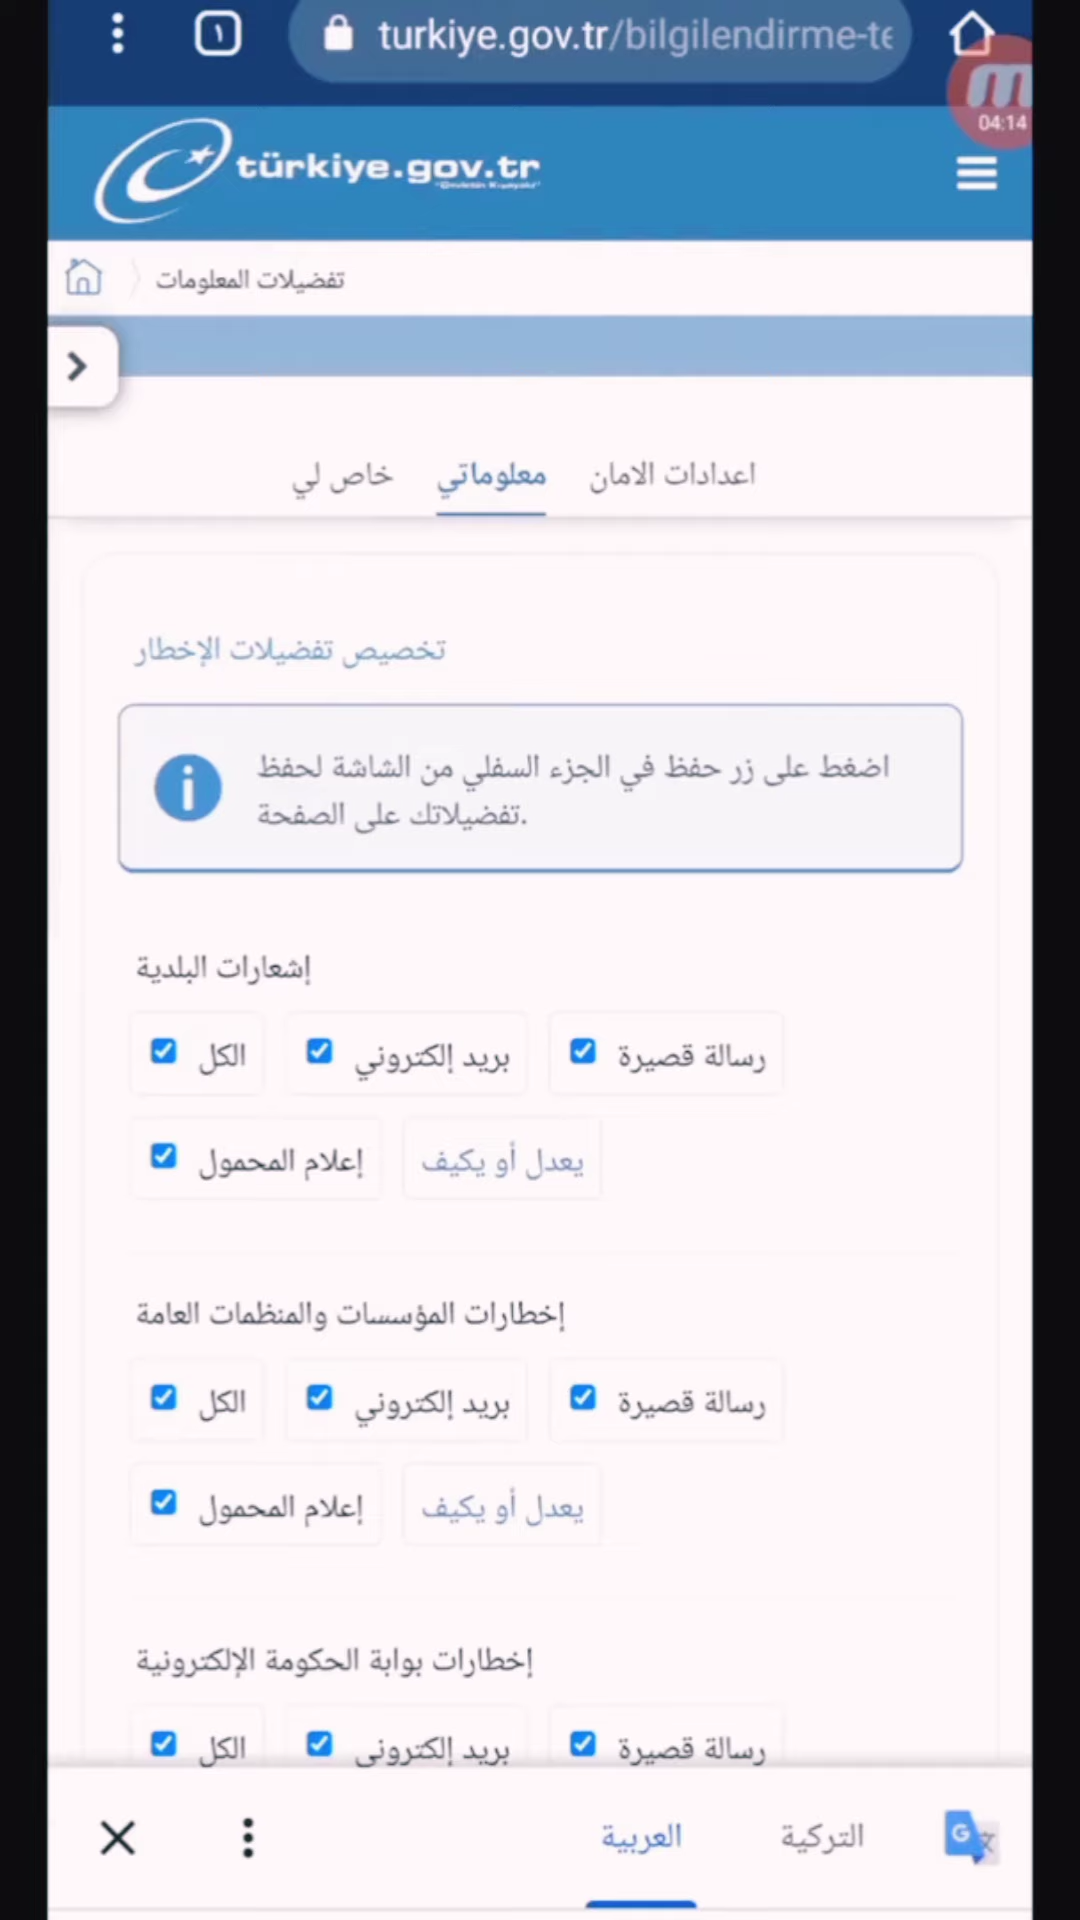 ١
turkiye.gov.tr/bilgilendirme-te
04:14
türkiye.gov.tr
تفضيلات المعلومات
اعدادات الامان
معلوماتي
خاص لي
تخصيص تفضيلات الإخطار
اضغط على زر حفظ في الجزء السفلي من الشاشة لحفظ
.تفضيلاتك على الصفحة
إشعارات البلدية
الكل
بريد إلكتروني
رسالة قصيرة
إعلام المحمول
يعدل أو يكيف
إخطارات المؤسسات والمنظمات العامة
الكل
بريد إلكتروني
رسالة قصيرة
إعلام المحمول
يعدل أو يكيف
إخطارات بوابة الحكومة الإلكترونية
الكل
بريد إلكتروني
رسالة قصيرة
التركية
العربية